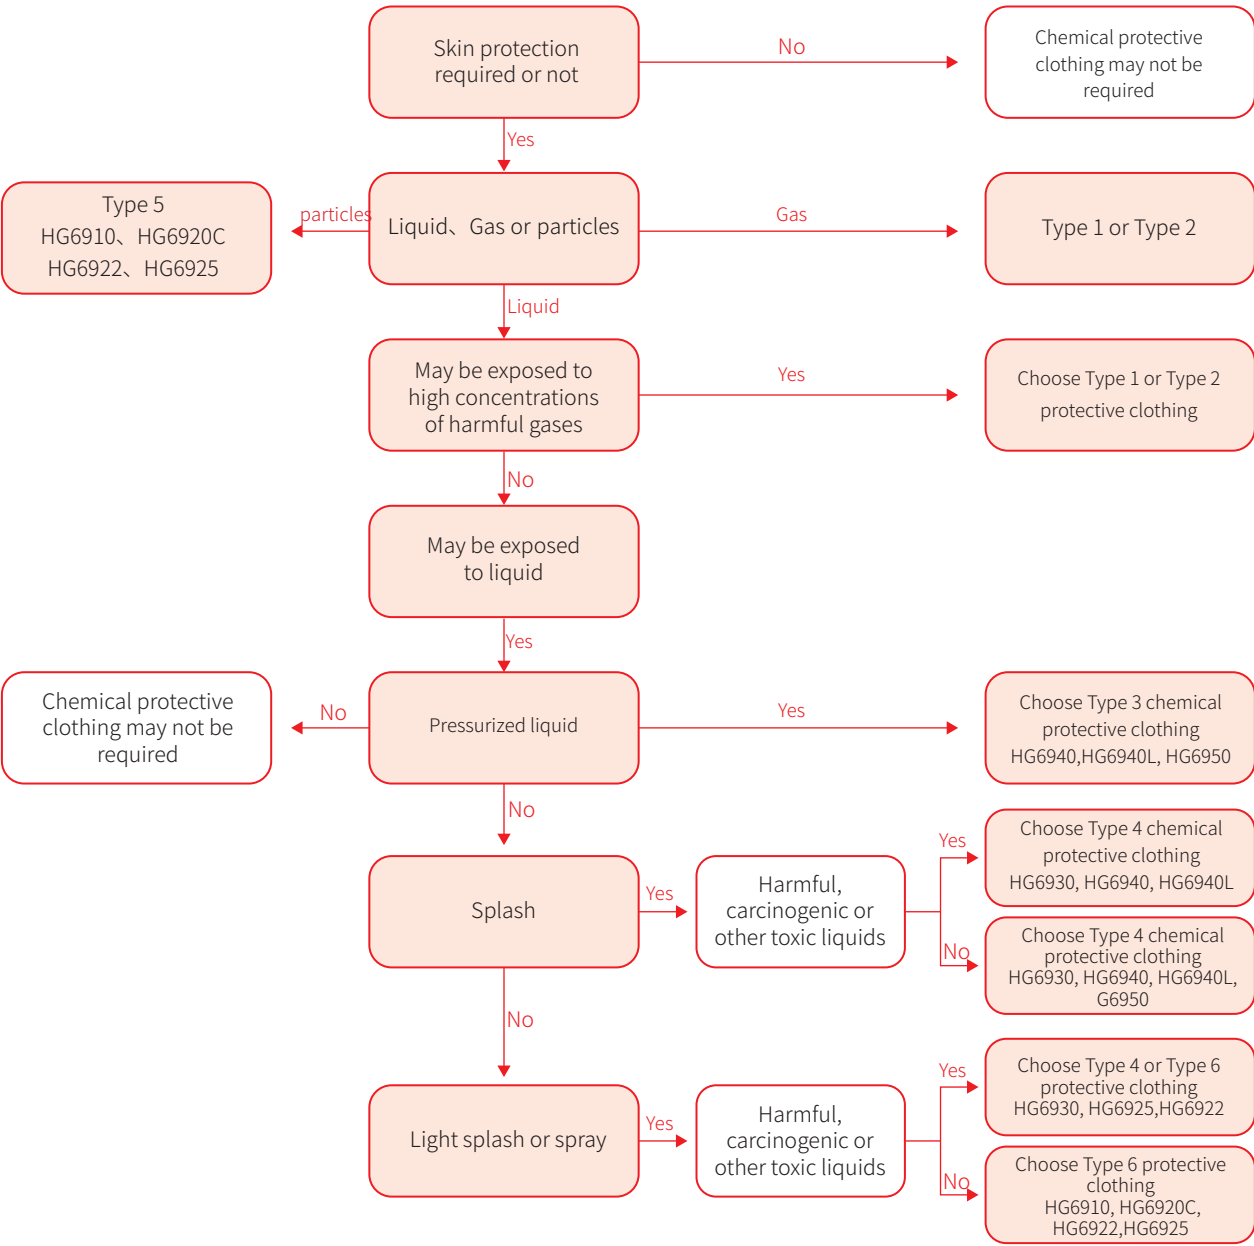 Skin protection
required or not
No
Chemical protective
clothing may not be
required
Yes
Type 5
HG6910、HG6920C
HG6922、HG6925
particles
Liquid、Gas or particles
Gas
Type 1 or Type 2
Liquid
May be exposed to
high concentrations
of harmful gases
Yes
Choose Type 1 or Type 2
protective clothing
No
May be exposed
to liquid
Yes
Chemical protective
clothing may not be
required
No
Pressurized liquid
Yes
Choose Type 3 chemical
protective clothing
HG6940,HG6940L, HG6950
No
Splash
Yes
Harmful,
carcinogenic or
other toxic liquids
Yes
Choose Type 4 chemical
protective clothing
HG6930, HG6940, HG6940L
No
Choose Type 4 chemical
protective clothing
HG6930, HG6940, HG6940L,
G6950
No
Light splash or spray
Yes
Harmful,
carcinogenic or
other toxic liquids
Yes
Choose Type 4 or Type 6
protective clothing
HG6930, HG6925,HG6922
No
Choose Type 6 protective
clothing
HG6910, HG6920C,
HG6922,HG6925